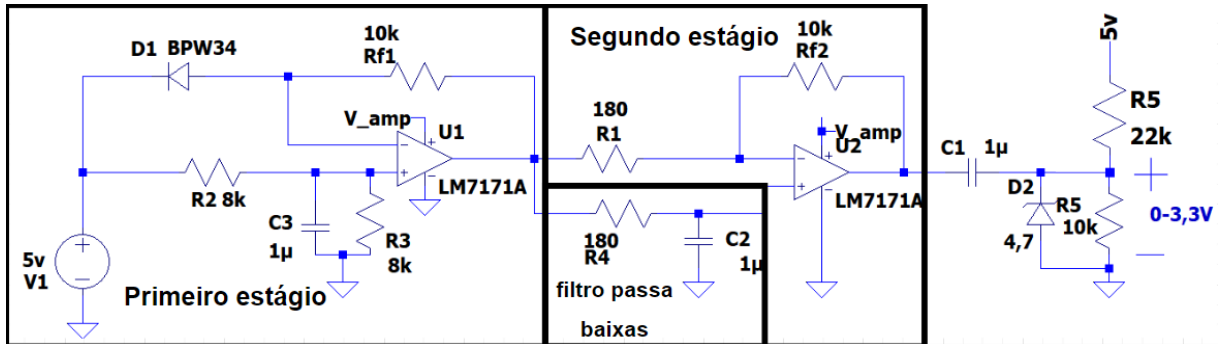 D1 BPW34
10k
Rf1
V_amp
U1
LM7171A
R2 8k
C3
1µ
R3
8k
5v
V1
Primeiro estágio
Segundo estágio
10k
Rf2
180
R1
V_amp
U2
LM7171A
180
R4
C2
1µ
filtro passa
baixas
C1
1µ
5v
R5
22k
D2
4,7
R5
10k
0-3,3V